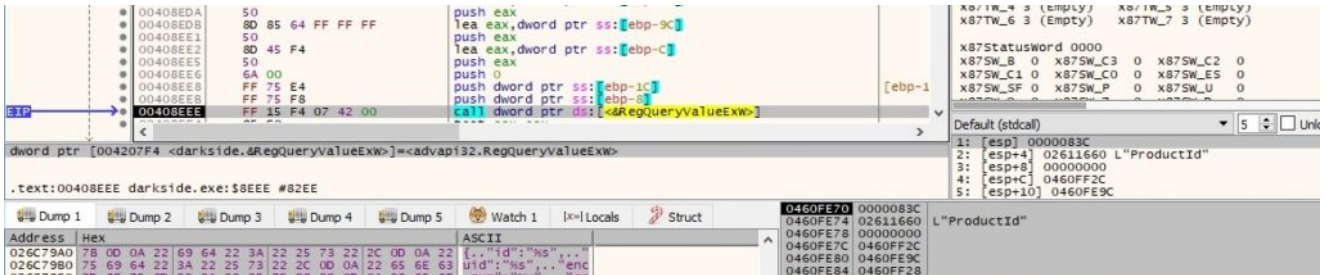 00408EDA 50 push eax
00408EDB 8D 85 64 FF FF FF lea eax,dword ptr ss:[ebp-9C]
00408EE1 50 push eax
00408EE2 8D 45 F4 lea eax,dword ptr ss:[ebp-C]
00408EE5 50 push eax
00408EE6 6A 00 push 0
00408EE8 FF 75 E4 push dword ptr ss:[ebp-1C] [ebp-1
00408EEB FF 75 F8 push dword ptr ss:[ebp-8]
EIP 00408EEE FF 15 F4 07 42 00 call dword ptr ds:[<&RegQueryValueExW>]
x87TW_4 3 (Empty) x87TW_5 3 (Empty)
x87TW_6 3 (Empty) x87TW_7 3 (Empty)
x87StatusWord 0000
x87SW_B 0 x87SW_C3 0 x87SW_C2 0
x87SW_C1 0 x87SW_C0 0 x87SW_ES 0
x87SW_SF 0 x87SW_P 0 x87SW_U 0
Default (stdcall) 5
1: [esp] 0000083C
2: [esp+4] 02611660 L"ProductId"
3: [esp+8] 00000000
4: [esp+C] 0460FF2C
5: [esp+10] 0460FE9C
dword ptr [004207F4 <darkside.&RegQueryValueExW>]=<advapi32.RegQueryValueExW>
.text:00408EEE darkside.exe:$8EEE #82EE
Dump 1 Dump 2 Dump 3 Dump 4 Dump 5 Watch 1 [x=] Locals Struct
Address Hex ASCII
026C79A0 7B 0D 0A 22 69 64 22 3A 22 25 73 22 2C 0D 0A 22 {.."id":"%s",.."
026C79B0 75 69 64 22 3A 22 25 73 22 2C 0D 0A 22 65 6E 63 uid":"%s",.."enc
0460FE70 0000083C
0460FE74 02611660 L"ProductId"
0460FE78 00000000
0460FE7C 0460FF2C
0460FE80 0460FE9C
0460FE84 0460FF28